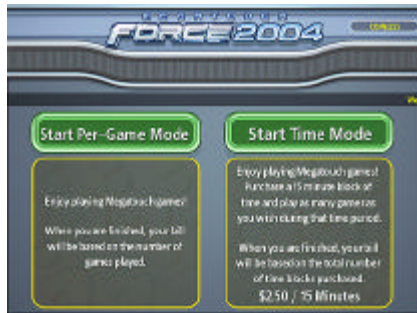 MEGATOUCH
FORCE 2004
Start Per-Game Mode
Enjoy playing Megatouch games!
When you are finished, your bill
will be based on the number of
games played.
Start Time Mode
Enjoy playing Megatouch games!
Purchase a 15 minute block of
time and play as many games as
you wish during that time period.
When you are finished, your bill
will be based on the total number
of time blocks purchased.
$2.50 / 15 Minutes